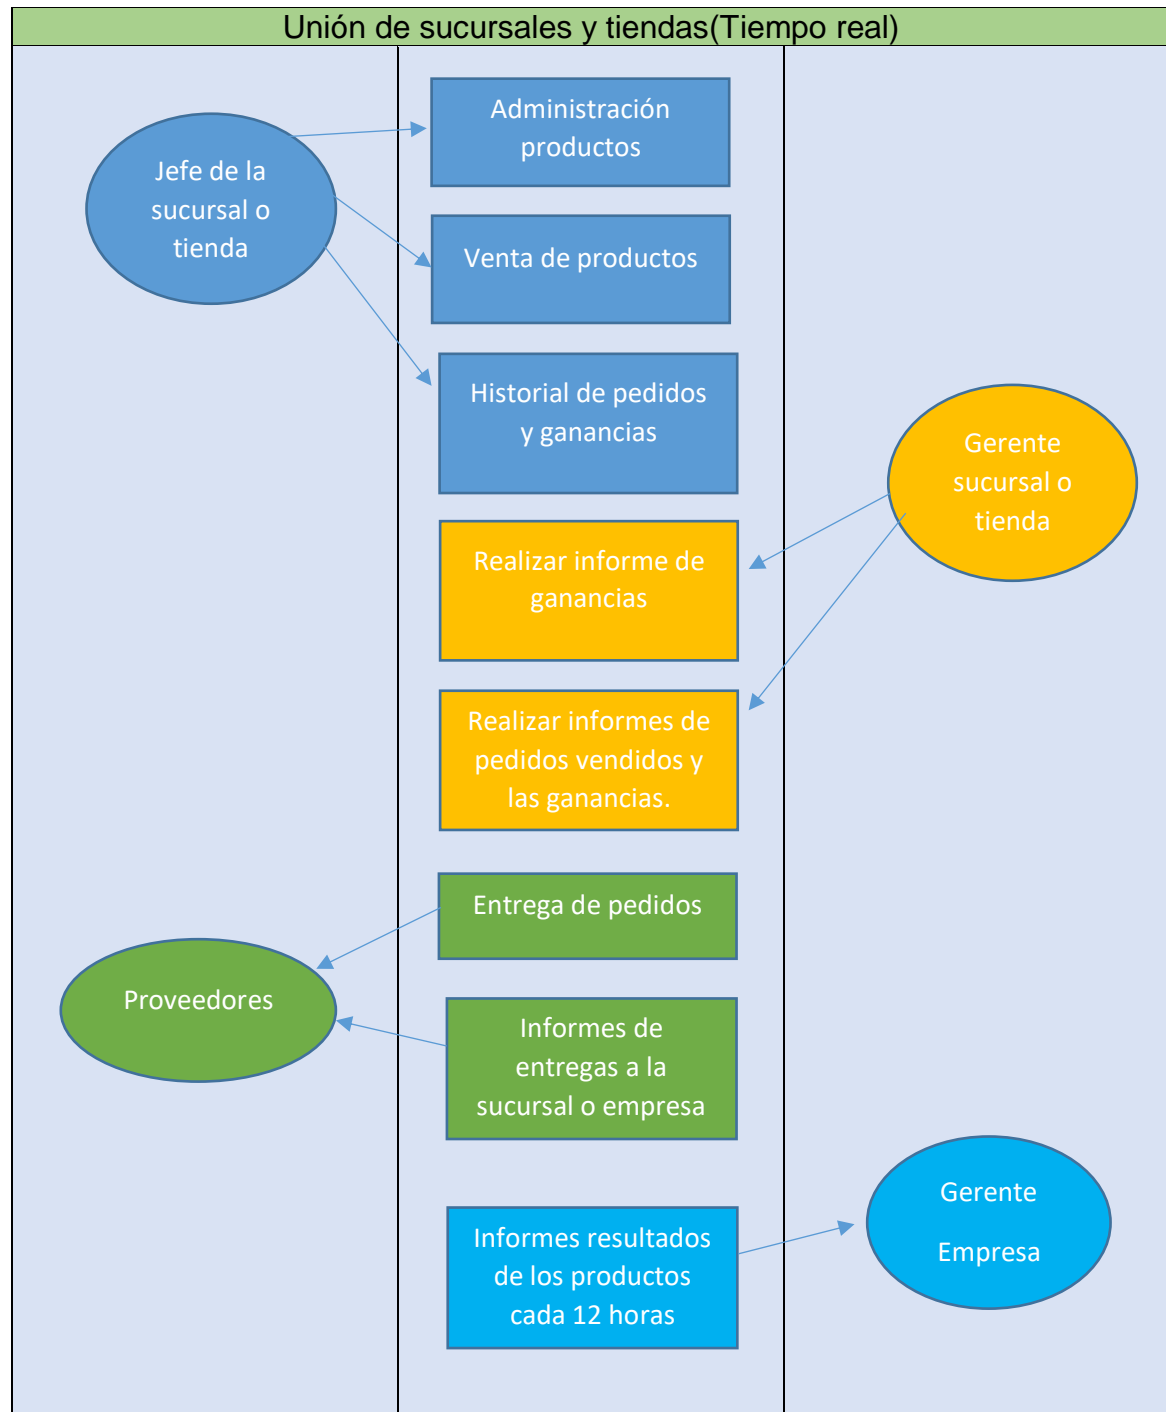 Unión de sucursales y tiendas(Tiempo real)
Administración
productos
Jefe de la
sucursal o
tienda
Venta de productos
Historial de pedidos
y ganancias
Gerente
sucursal o
tienda
Realizar informe de
ganancias
Realizar informes de
pedidos vendidos y
las ganancias.
Entrega de pedidos
Proveedores
Informes de
entregas a la
sucursal o empresa
Gerente
Empresa
Informes resultados
de los productos
cada 12 horas